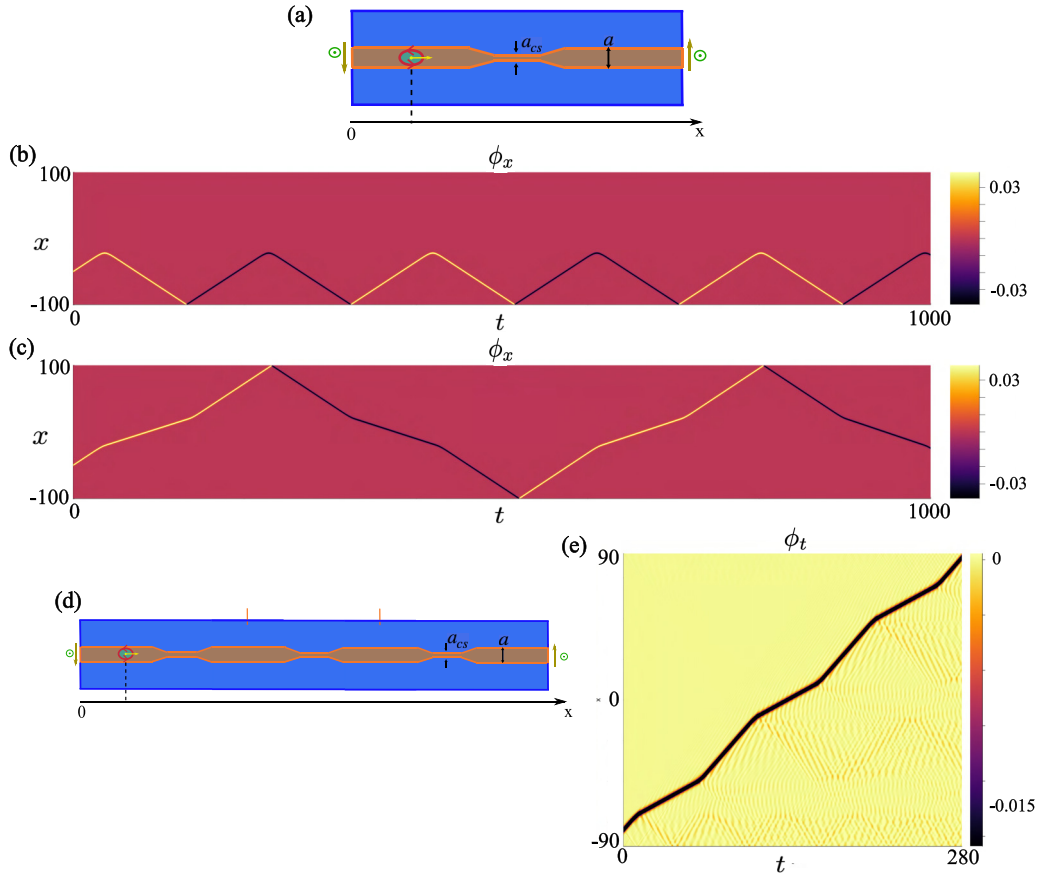 (a)
a_cs a
0 x
(b) ϕ_x
100
x
-100
0 t 1000
0.03
-0.03
(c) ϕ_x
100
x
-100
0 t 1000
0.03
-0.03
(d)
a_cs a
0 x
(e) ϕ_t
90
× 0
-90
0 t 280
0
-0.015